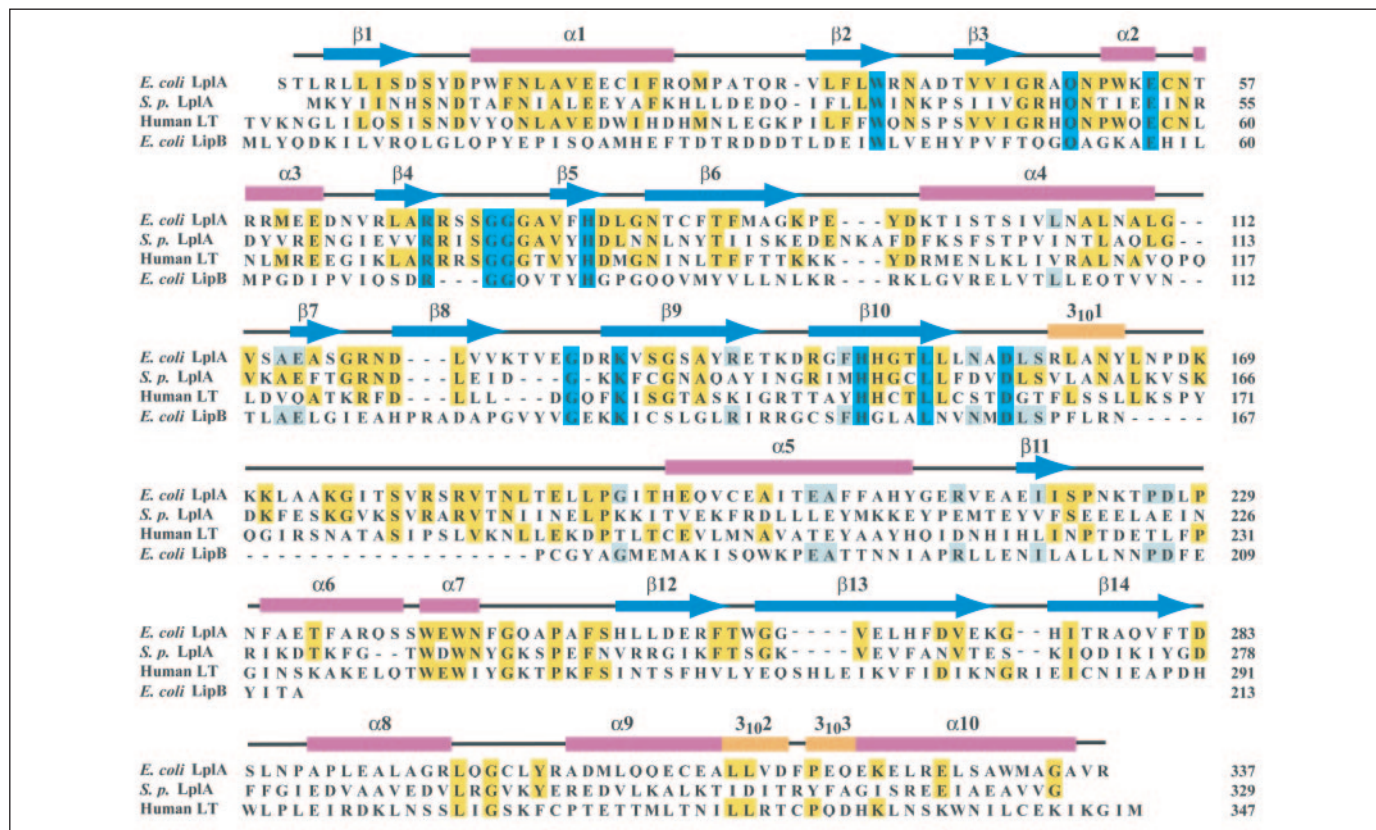 β1 α1 β2 β3 α2
E. coli LplA STLRLLISDSYDPWFNLAVEECIFRQMPATQR-VLFLWRNADTVVIGRAQNPWKECNT 57
S. p. LplA MKYIINHSNDTAFNIALEEYAFKHLLDEDQ-IFLLWINKPSIIVGRHQNTIEEINR 55
Human LT TVKNGLILQSISNDVYQNLAVEDWIHDHMNLEGKPILFFWQNSPSVVIGRHQNPWQECNL 60
E. coli LipB MLYQDKILVRQLGLQPYEPISQAMHEFTDTRDDDTLDEIWLVEHYPVFTQGQAGKAEHIL 60
α3 β4 β5 β6 α4
E. coli LplA RRMEEDNVRLARRSSGGGAVFHDLGNTCFTFMAGKPE---YDKTISTSIVLNALNALG-- 112
S. p. LplA DYVRENGIEVVRRISGGGAVYHDLNNLNYTIISKEDENKAFDFKSFSTPVINTLAQLG-- 113
Human LT NLMREEGIKLARRRSGGGTVYHDMGNINLTFFTTKKK---YDRMENLKLIVRALNAVQPQ 117
E. coli LipB MPGDIPVIQSDR---GGQVTYHGPGQQVMYVLLNLKR---RKLGVRELVTLLEQTVVN-- 112
β7 β8 β9 β10 3₁₀1
E. coli LplA VSAEASGRND---LVVKTVEGDRKVSGSAYRETKDRGFHHGTLLLNADLSRLANYLNPDK 169
S. p. LplA VKAEFTGRND---LEID---G-KKFCGNAQAYINGRIMHHGCLLFDVDLSVLANALKVSK 166
Human LT LDVQATKRFD---LLL--DGQFKISGTASKIGRTTAYHHCTLLCSTDGTFLSSLLKSPY 171
E. coli LipB TLAELGIEAHPRADAPGVYVGEKKICSLGLRIRRGCSFHGLALNVNMDLSPFLRN----- 167
α5 β11
E. coli LplA KKLAAKGITSVRSRVTNLTELLPGITHEQVCEAITEAFFAHYGERVEAEIISPNKTPDLP 229
S. p. LplA DKFESKGVKSVRARVTNIINELPKKITVEKFRDLLLEYMKKEYPEMTEYVFSEEELAEIN 226
Human LT QGIRSNATASIPSLVKNLLEKDPTLTCEVLMNAVATEYAAYHQIDNHIHLINPTDETLFP 231
E. coli LipB ------------------PCGYAGMEMAKISQWKPEATTNNIAPRLLENILALLNNPDFE 209
α6 α7 β12 β13 β14
E. coli LplA NFAETFARQSSWEWNFGQAPAFSHLLDERFTWGG----VELHFDVEKG--HITRAQVFTD 283
S. p. LplA RIKDTKFG--TWDWNYGKSPEFNVRRGIKFTSGK----VEVFANVTES--KIQDIKIYGD 278
Human LT GINSKAKELQTWEWIYGKTPKFSINTSFHVLYEQSHLEIKVFIDIKNGRIEICNIEAPDH 291
E. coli LipB YITA 213
α8 α9 3₁₀2 3₁₀3 α10
E. coli LplA SLNPAPLEALAGRLQGCLYRADMLQQECEALLVDFPEQEKELRELSAWMAGAVR 337
S. p. LplA FFGIEDVAAVEDVLRGVKYEREDVLKALKTIDITRYFAGISREEIAEAVVG 329
Human LT WLPLEIRDKLNSSLIGSKFCPTETTMLTNILLRTCPQDHKLNSKWNILCEKIKGIM 347